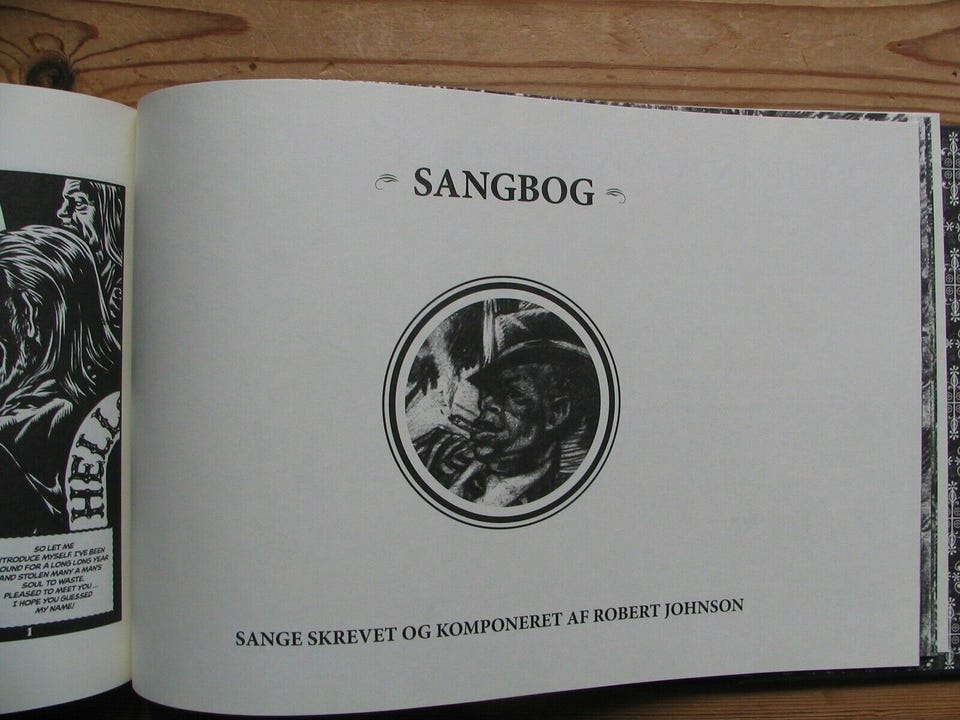 HELL
SO LET ME
INTRODUCE MYSELF. I'VE BEEN
FOR A LONG LONG YEAR
AND STOLEN MANY A MAN'S
SOUL TO WASTE.
PLEASED TO MEET YOU...
I HOPE YOU GUESSED
MY NAME!
1
SANGBOG
SANGE SKREVET OG KOMPONERET AF ROBERT JOHNSON